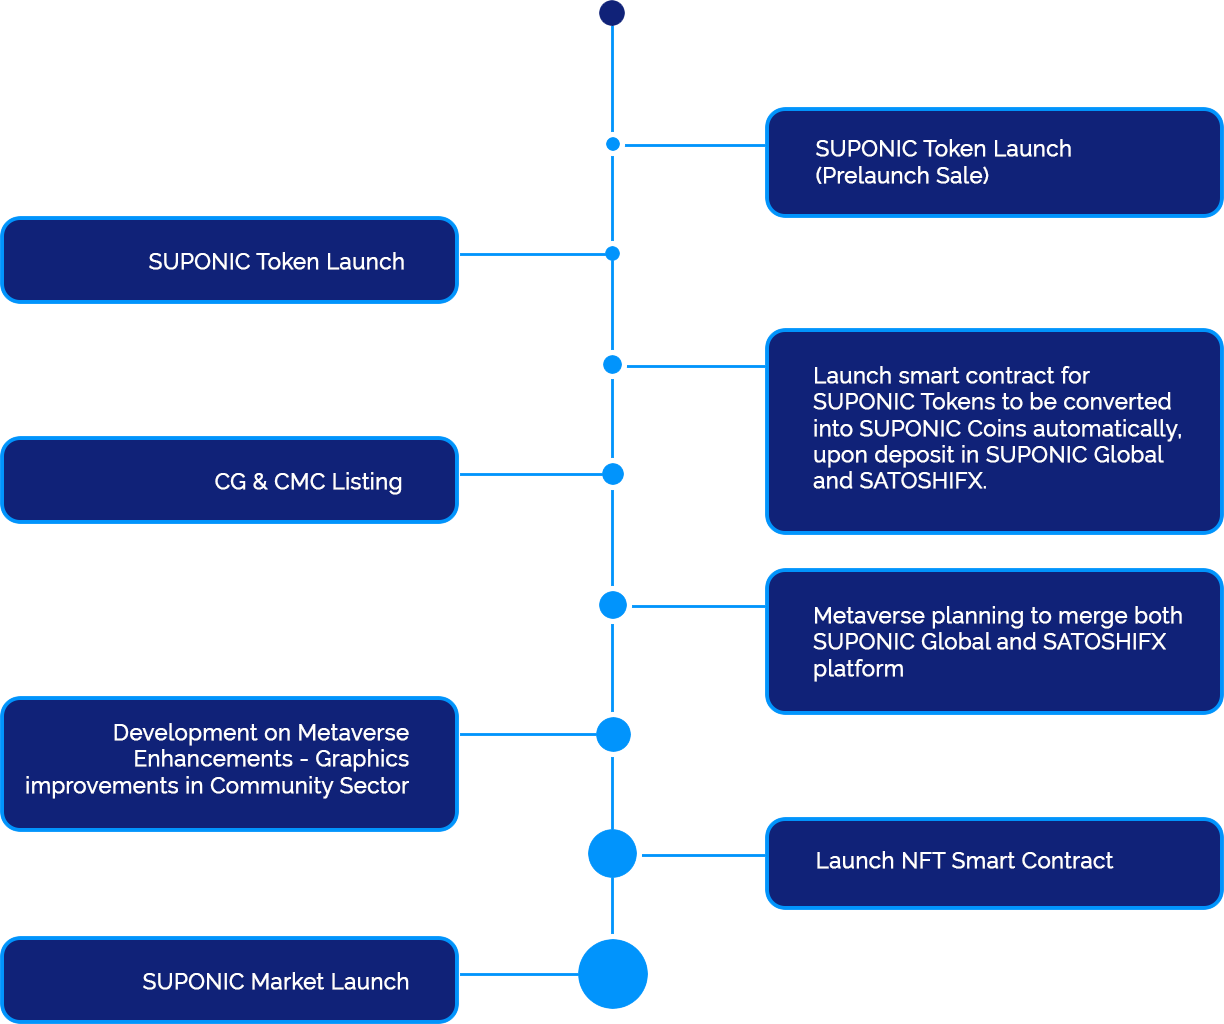 SUPONIC Token Launch
(Prelaunch Sale)
SUPONIC Token Launch
Launch smart contract for
SUPONIC Tokens to be converted
into SUPONIC Coins automatically,
upon deposit in SUPONIC Global
and SATOSHIFX.
CG & CMC Listing
Metaverse planning to merge both
SUPONIC Global and SATOSHIFX
platform
Development on Metaverse
Enhancements - Graphics
improvements in Community Sector
Launch NFT Smart Contract
SUPONIC Market Launch